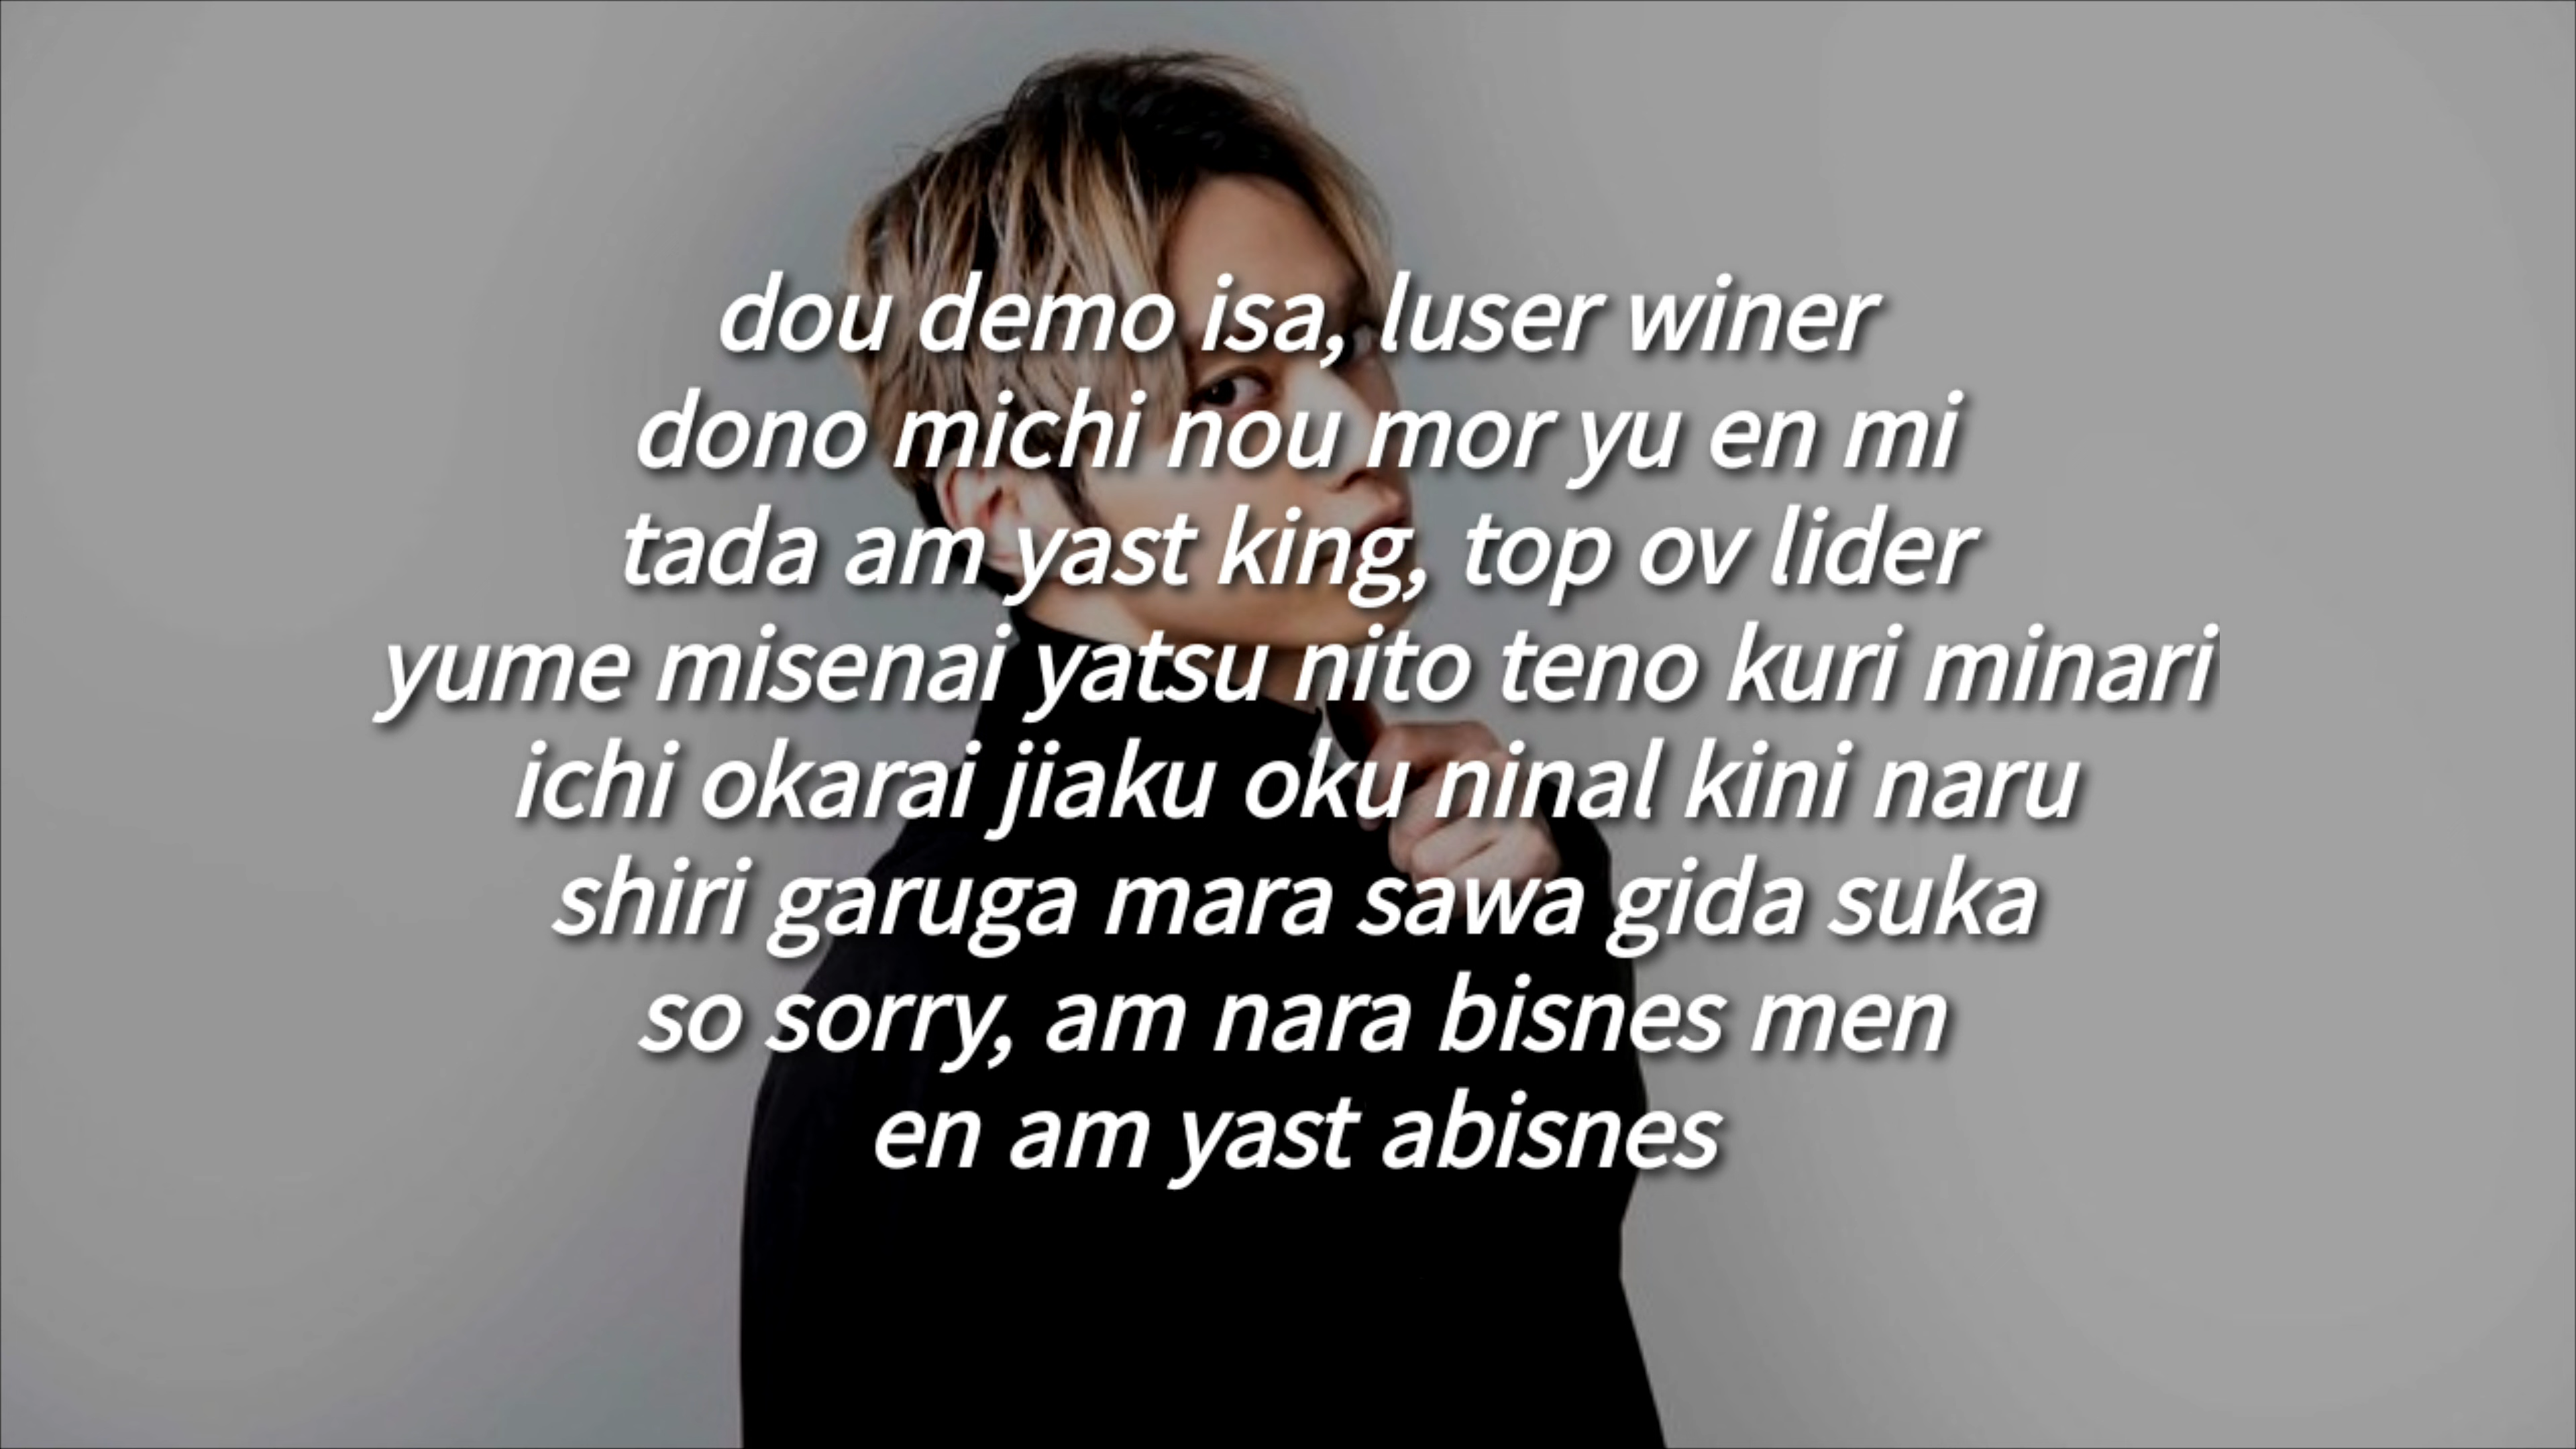 dou demo isa, luser winer
dono michi nou mor yu en mi
tada am yast king, top ov lider
yume misenai yatsu nito teno kuri minari
ichi okarai jiaku oku ninal kini naru
shiri garuga mara sawa gida suka
so sorry, am nara bisnes men
en am yast abisnes